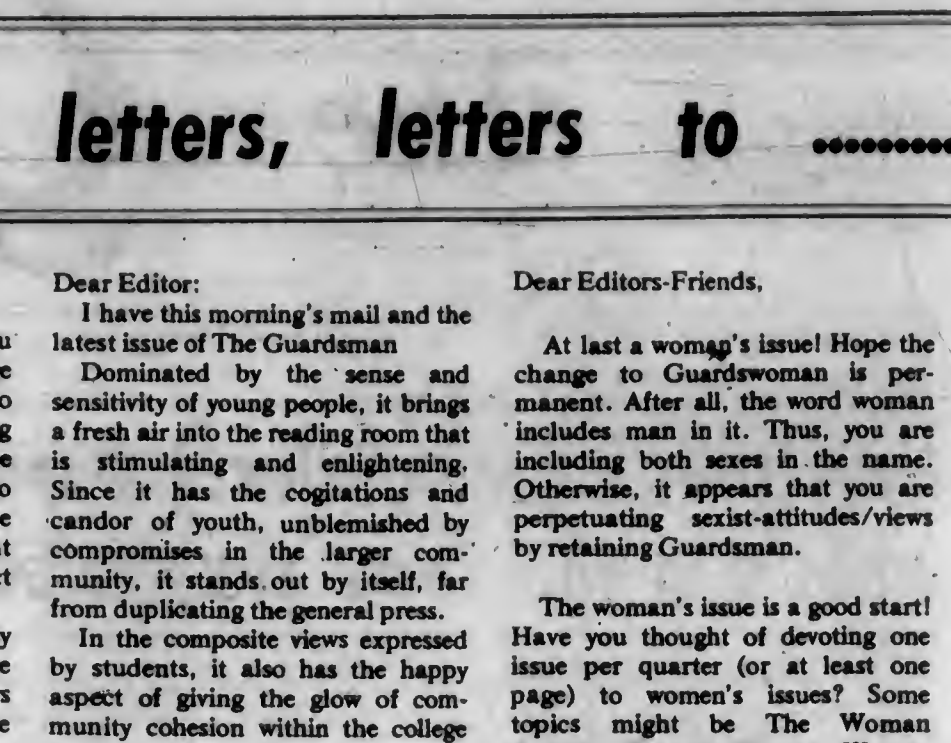 letters, letters to .........
Dear Editor:
I have this morning's mail and the
latest issue of The Guardsman
Dominated by the sense and
sensitivity of young people, it brings
a fresh air into the reading room that
is stimulating and enlightening.
Since it has the cogitations and
candor of youth, unblemished by
compromises in the larger com-
munity, it stands out by itself, far
from duplicating the general press.
In the composite views expressed
by students, it also has the happy
aspect of giving the glow of com-
munity cohesion within the college
Dear Editors-Friends,
At last a woman's issue! Hope the
change to Guardswoman is per-
manent. After all, the word woman
includes man in it. Thus, you are
including both sexes in the name.
Otherwise, it appears that you are
perpetuating sexist-attitudes/views
by retaining Guardsman.
The woman's issue is a good start!
Have you thought of devoting one
issue per quarter (or at least one
page) to women's issues? Some
topics might be The Woman